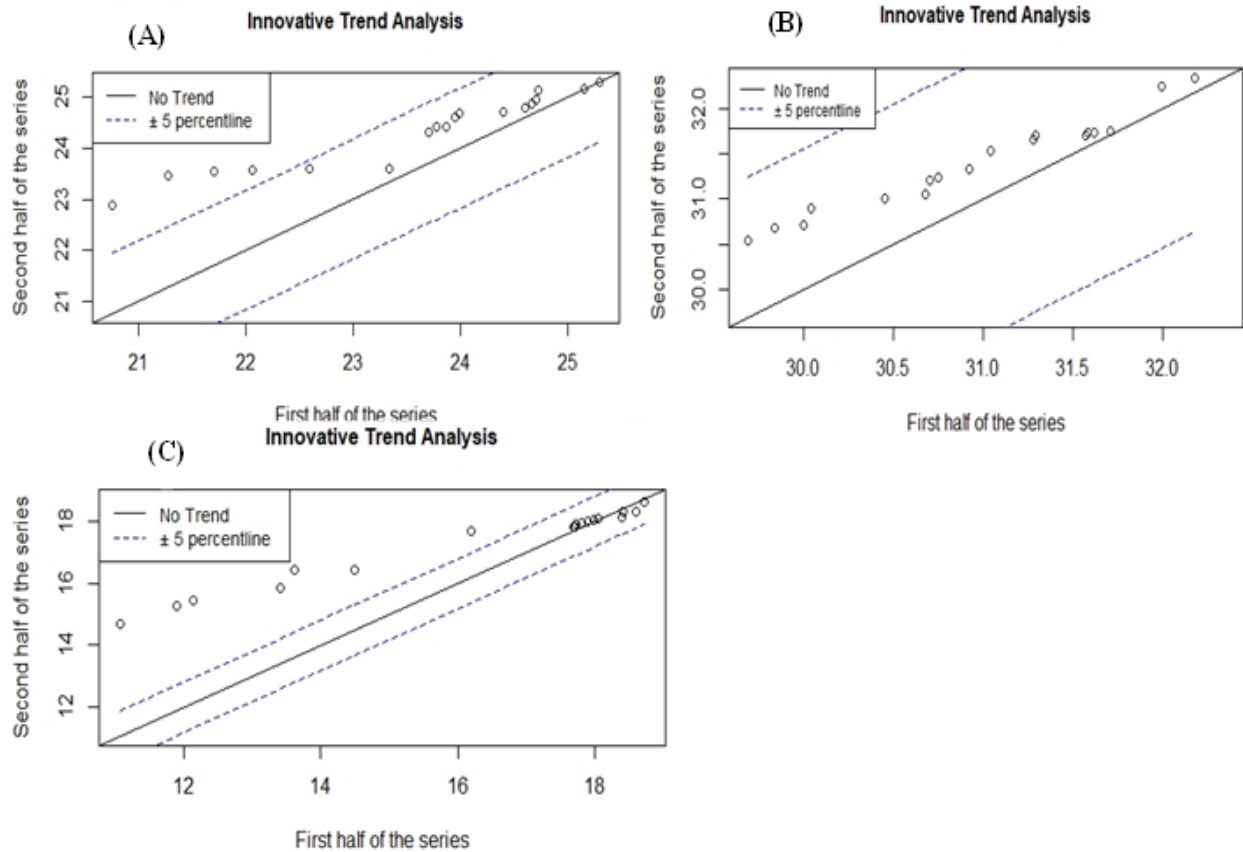 (A)
Innovative Trend Analysis
Second half of the series
25
24
23
22
21
No Trend
± 5 percentline
21 22 23 24 25
First half of the series
(B)
Innovative Trend Analysis
Second half of the series
32.0
31.0
30.0
No Trend
± 5 percentline
30.0 30.5 31.0 31.5 32.0
First half of the series
(C)
Innovative Trend Analysis
Second half of the series
18
16
14
12
No Trend
± 5 percentline
12 14 16 18
First half of the series